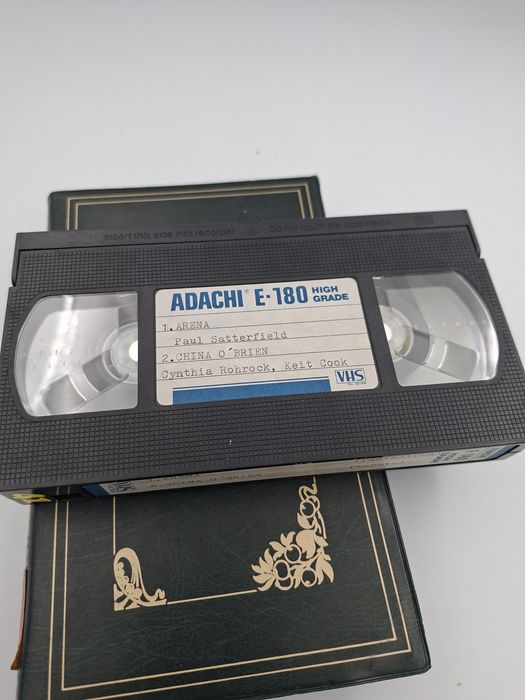 Insert this side into recorder Do not touch the tape inside
ADACHI E-180 HIGH GRADE
1. ARENA
Paul Satterfield
2. CHINA O´BRIEN
Cynthia Rohrock, Keit Cook
VHS
VHS